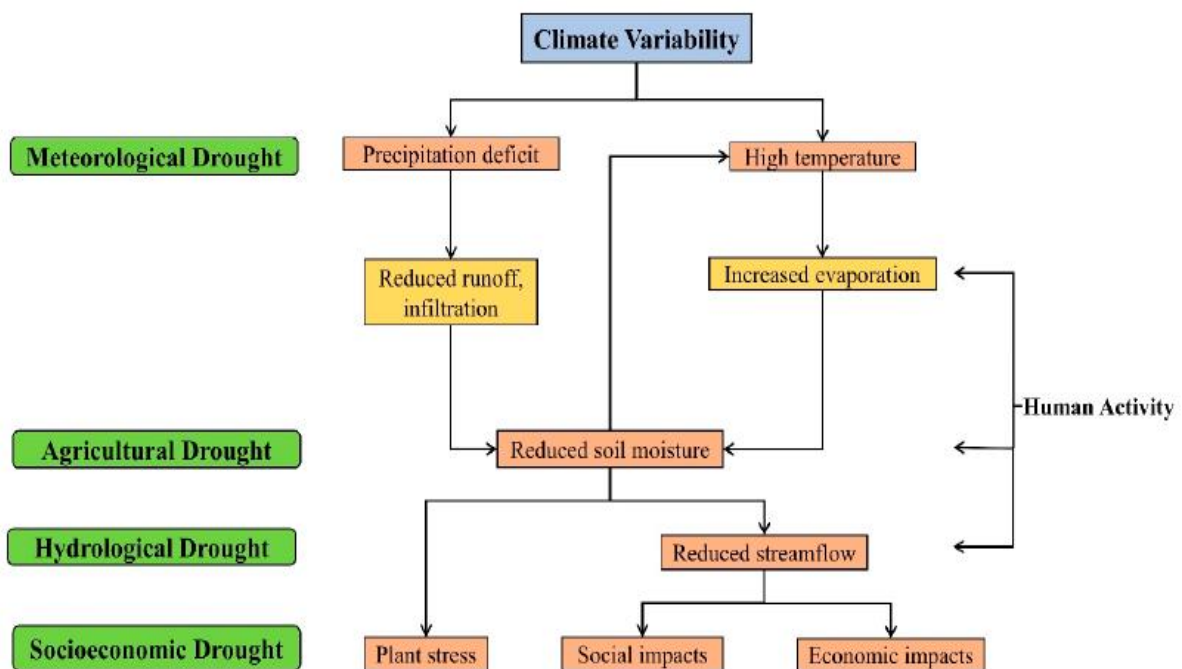 Climate Variability
Meteorological Drought
Precipitation deficit
High temperature
Reduced runoff,
infiltration
Increased evaporation
Human Activity
Agricultural Drought
Reduced soil moisture
Hydrological Drought
Reduced streamflow
Socioeconomic Drought
Plant stress
Social impacts
Economic impacts